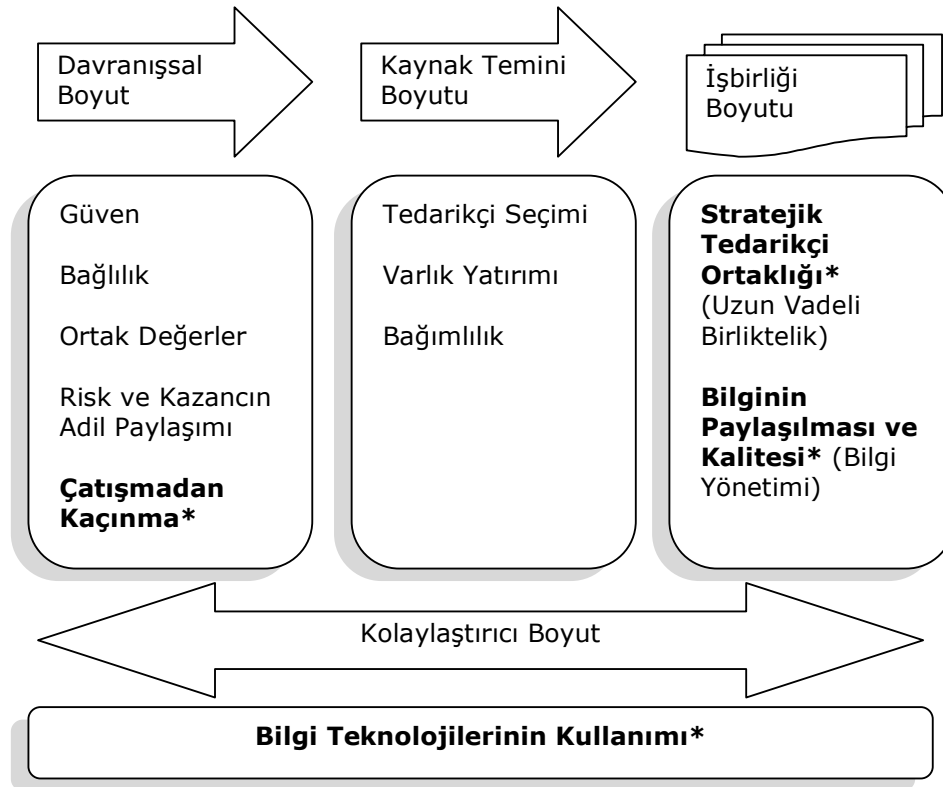 Davranışsal
Boyut
Kaynak Temini
Boyutu
İşbirliği
Boyutu
Güven
Bağlılık
Ortak Değerler
Risk ve Kazancın
Adil Paylaşımı
Çatışmadan
Kaçınma*
Tedarikçi Seçimi
Varlık Yatırımı
Bağımlılık
Stratejik
Tedarikçi
Ortaklığı*
(Uzun Vadeli
Birliktelik)
Bilginin
Paylaşılması ve
Kalitesi* (Bilgi
Yönetimi)
Kolaylaştırıcı Boyut
Bilgi Teknolojilerinin Kullanımı*